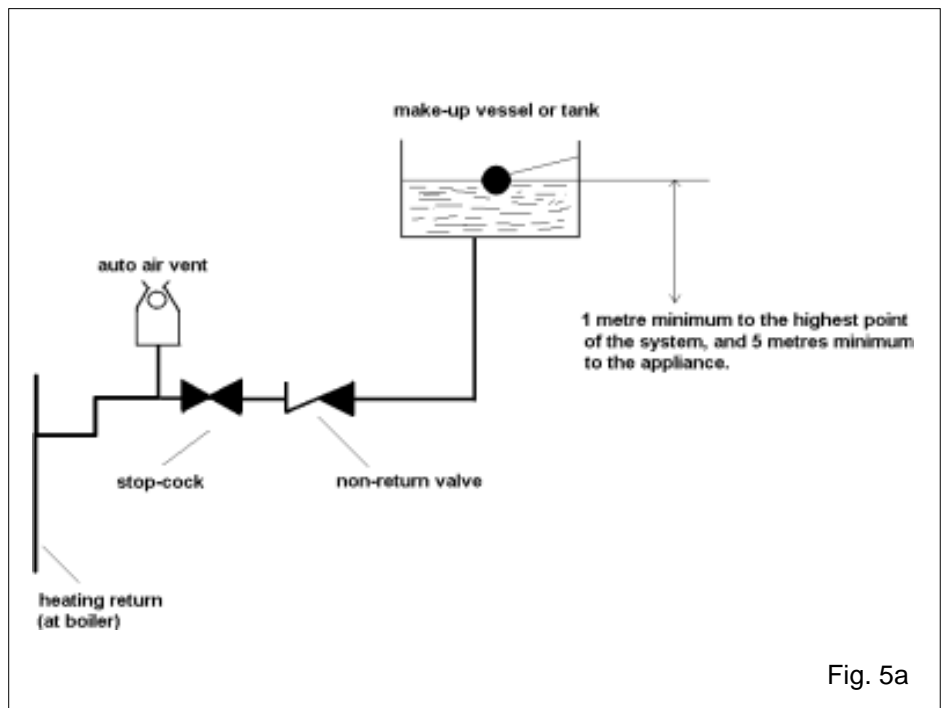 make-up vessel or tank
auto air vent
1 metre minimum to the highest point
of the system, and 5 metres minimum
to the appliance.
stop-cock
non-return valve
heating return
(at boiler)
Fig. 5a